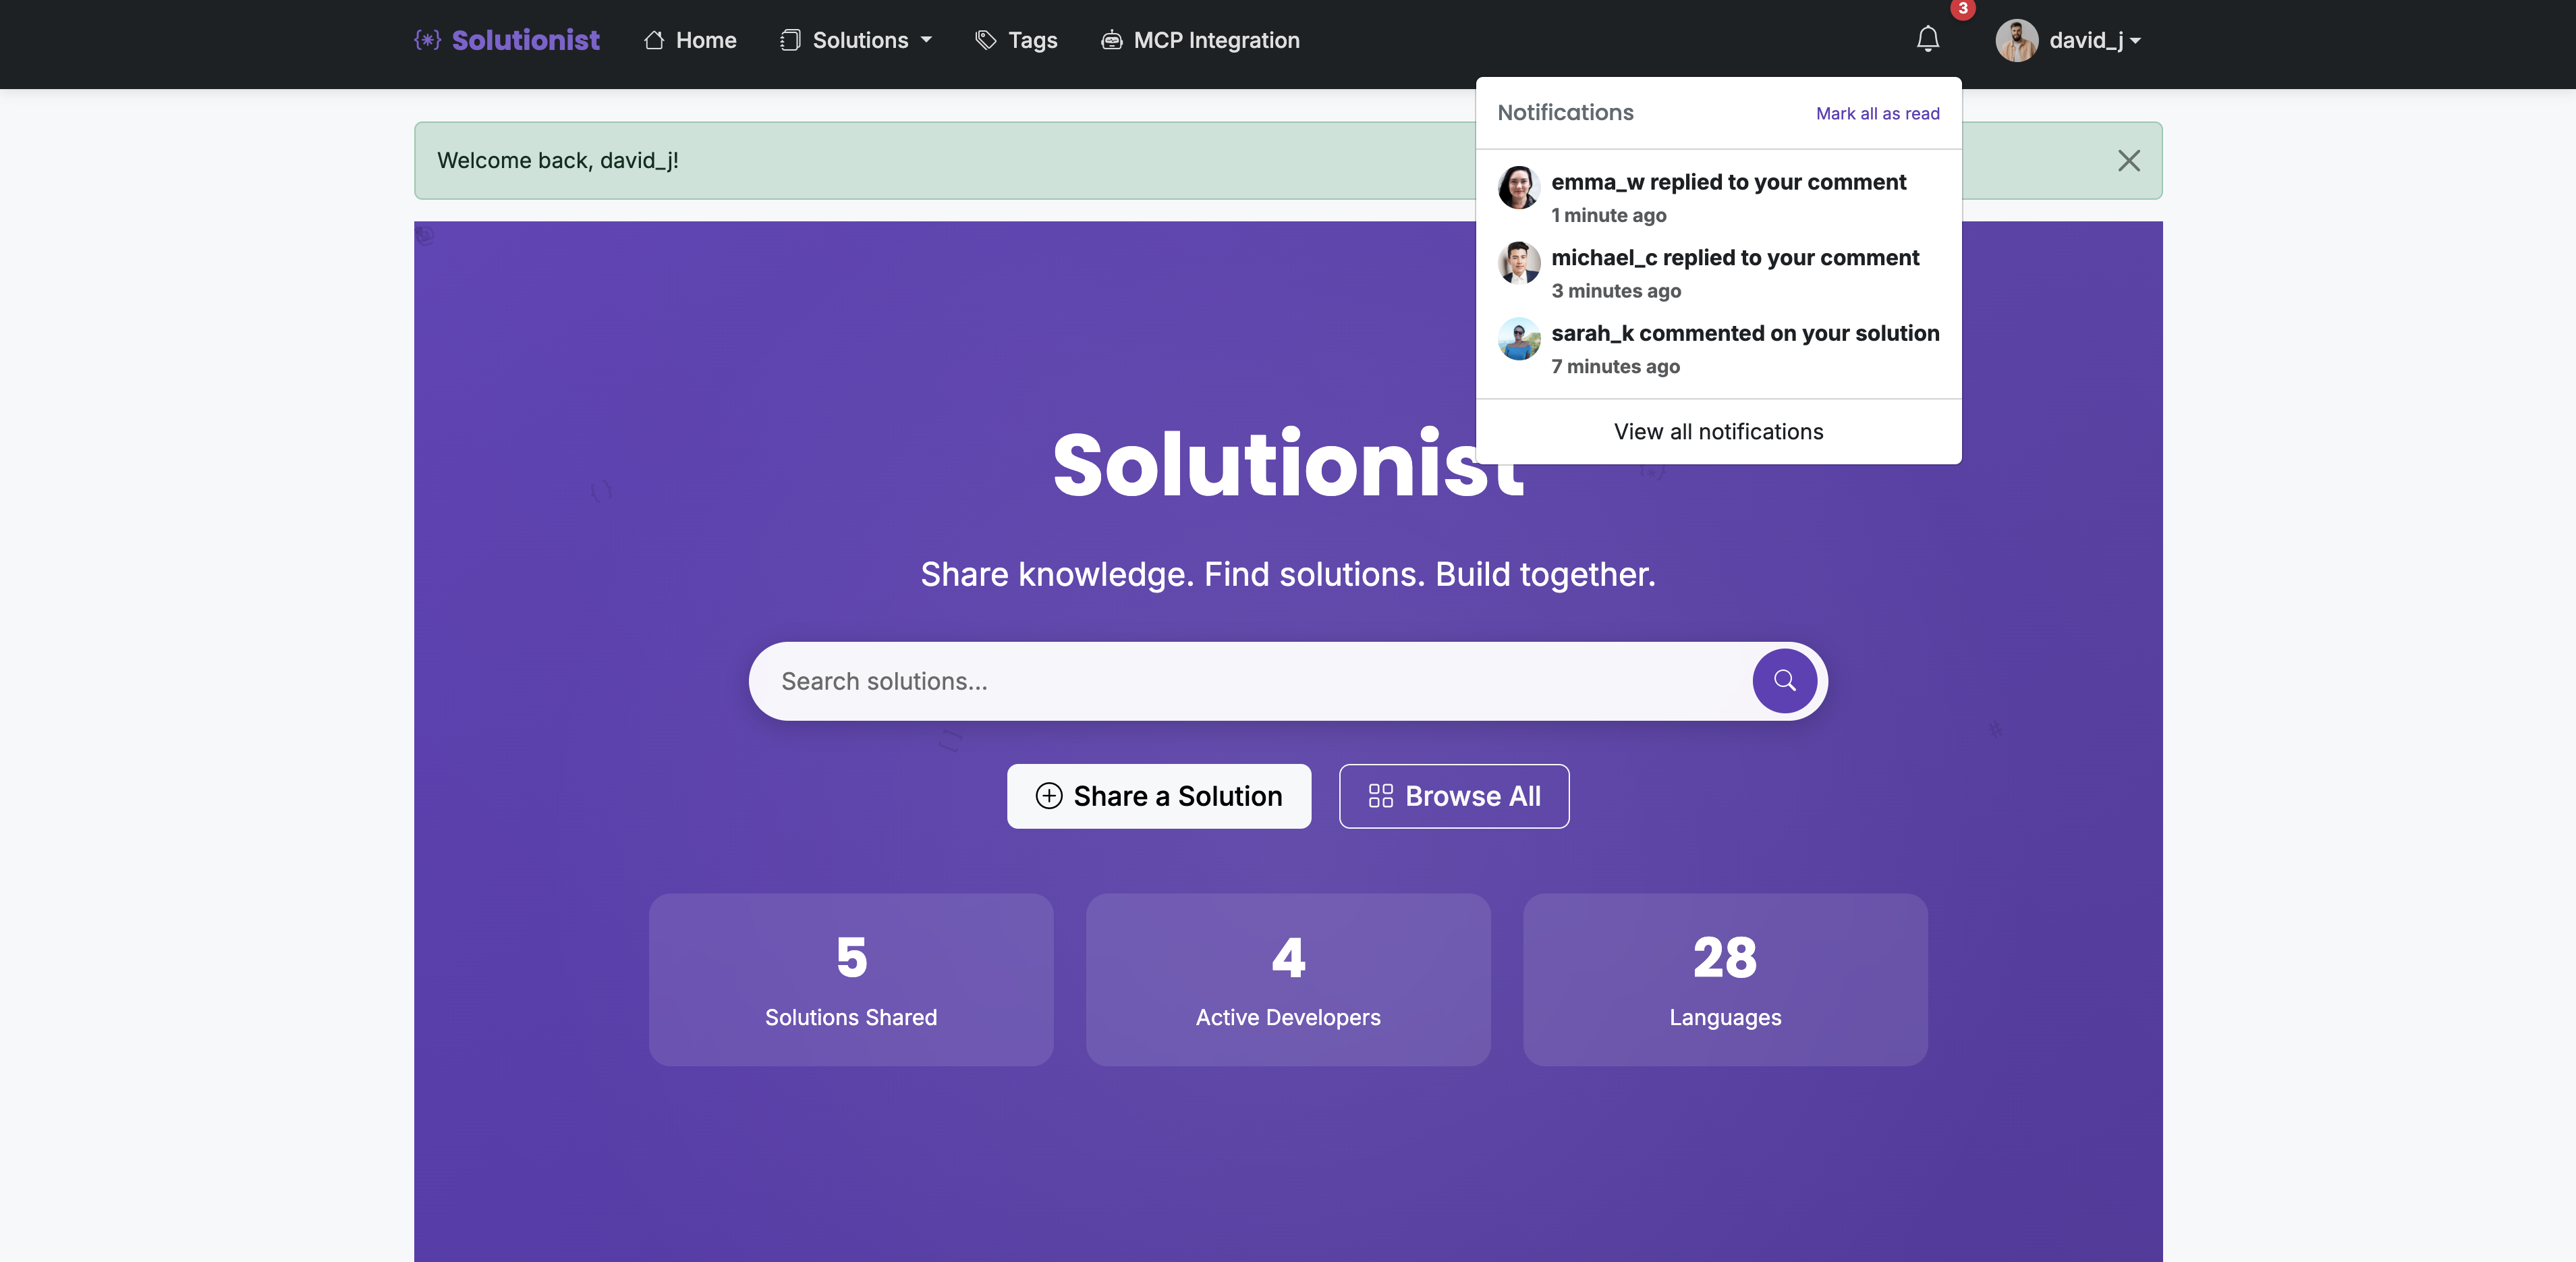 {*} Solutionist
Home
Solutions
Tags
MCP Integration
3
david_j
Notifications
Mark all as read
emma_w replied to your comment
1 minute ago
michael_c replied to your comment
3 minutes ago
sarah_k commented on your solution
7 minutes ago
View all notifications
Welcome back, david_j!
Solutionist
Share knowledge. Find solutions. Build together.
Search solutions...
Share a Solution
Browse All
5
Solutions Shared
4
Active Developers
28
Languages